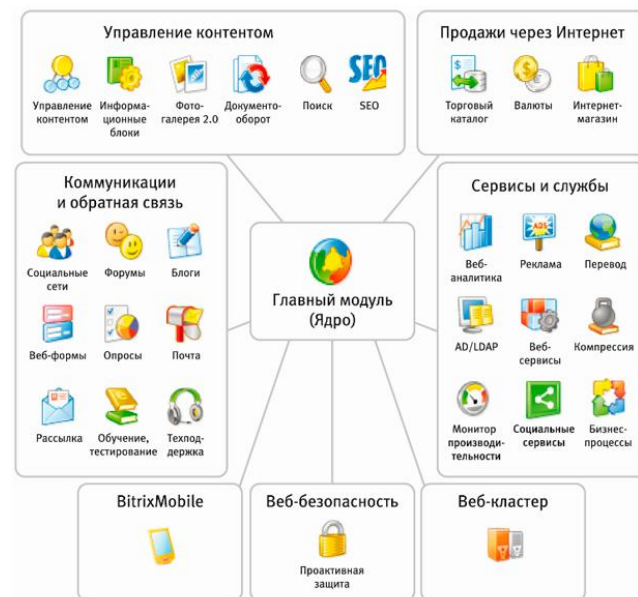 Управление контентом
Управление
контентом
Информа-
ционные
блоки
Фото-
галерея 2.0
Документо-
оборот
Поиск
SEO
SEO
Продажи через Интернет
$
Торговый
каталог
$
€
Валюты
Интернет-
магазин
Коммуникации
и обратная связь
Социальные
сети
Форумы
Блоги
Веб-формы
Опросы
Почта
Рассылка
Обучение,
тестирование
Техпод-
держка
Главный модуль
(Ядро)
Сервисы и службы
Веб-
аналитика
ADS
Реклама
Перевод
AD/LDAP
Веб-
сервисы
Компрессия
Монитор
производи-
тельности
Социальные
сервисы
Бизнес-
процессы
BitrixMobile
Веб-безопасность
Проактивная
защита
Веб-кластер